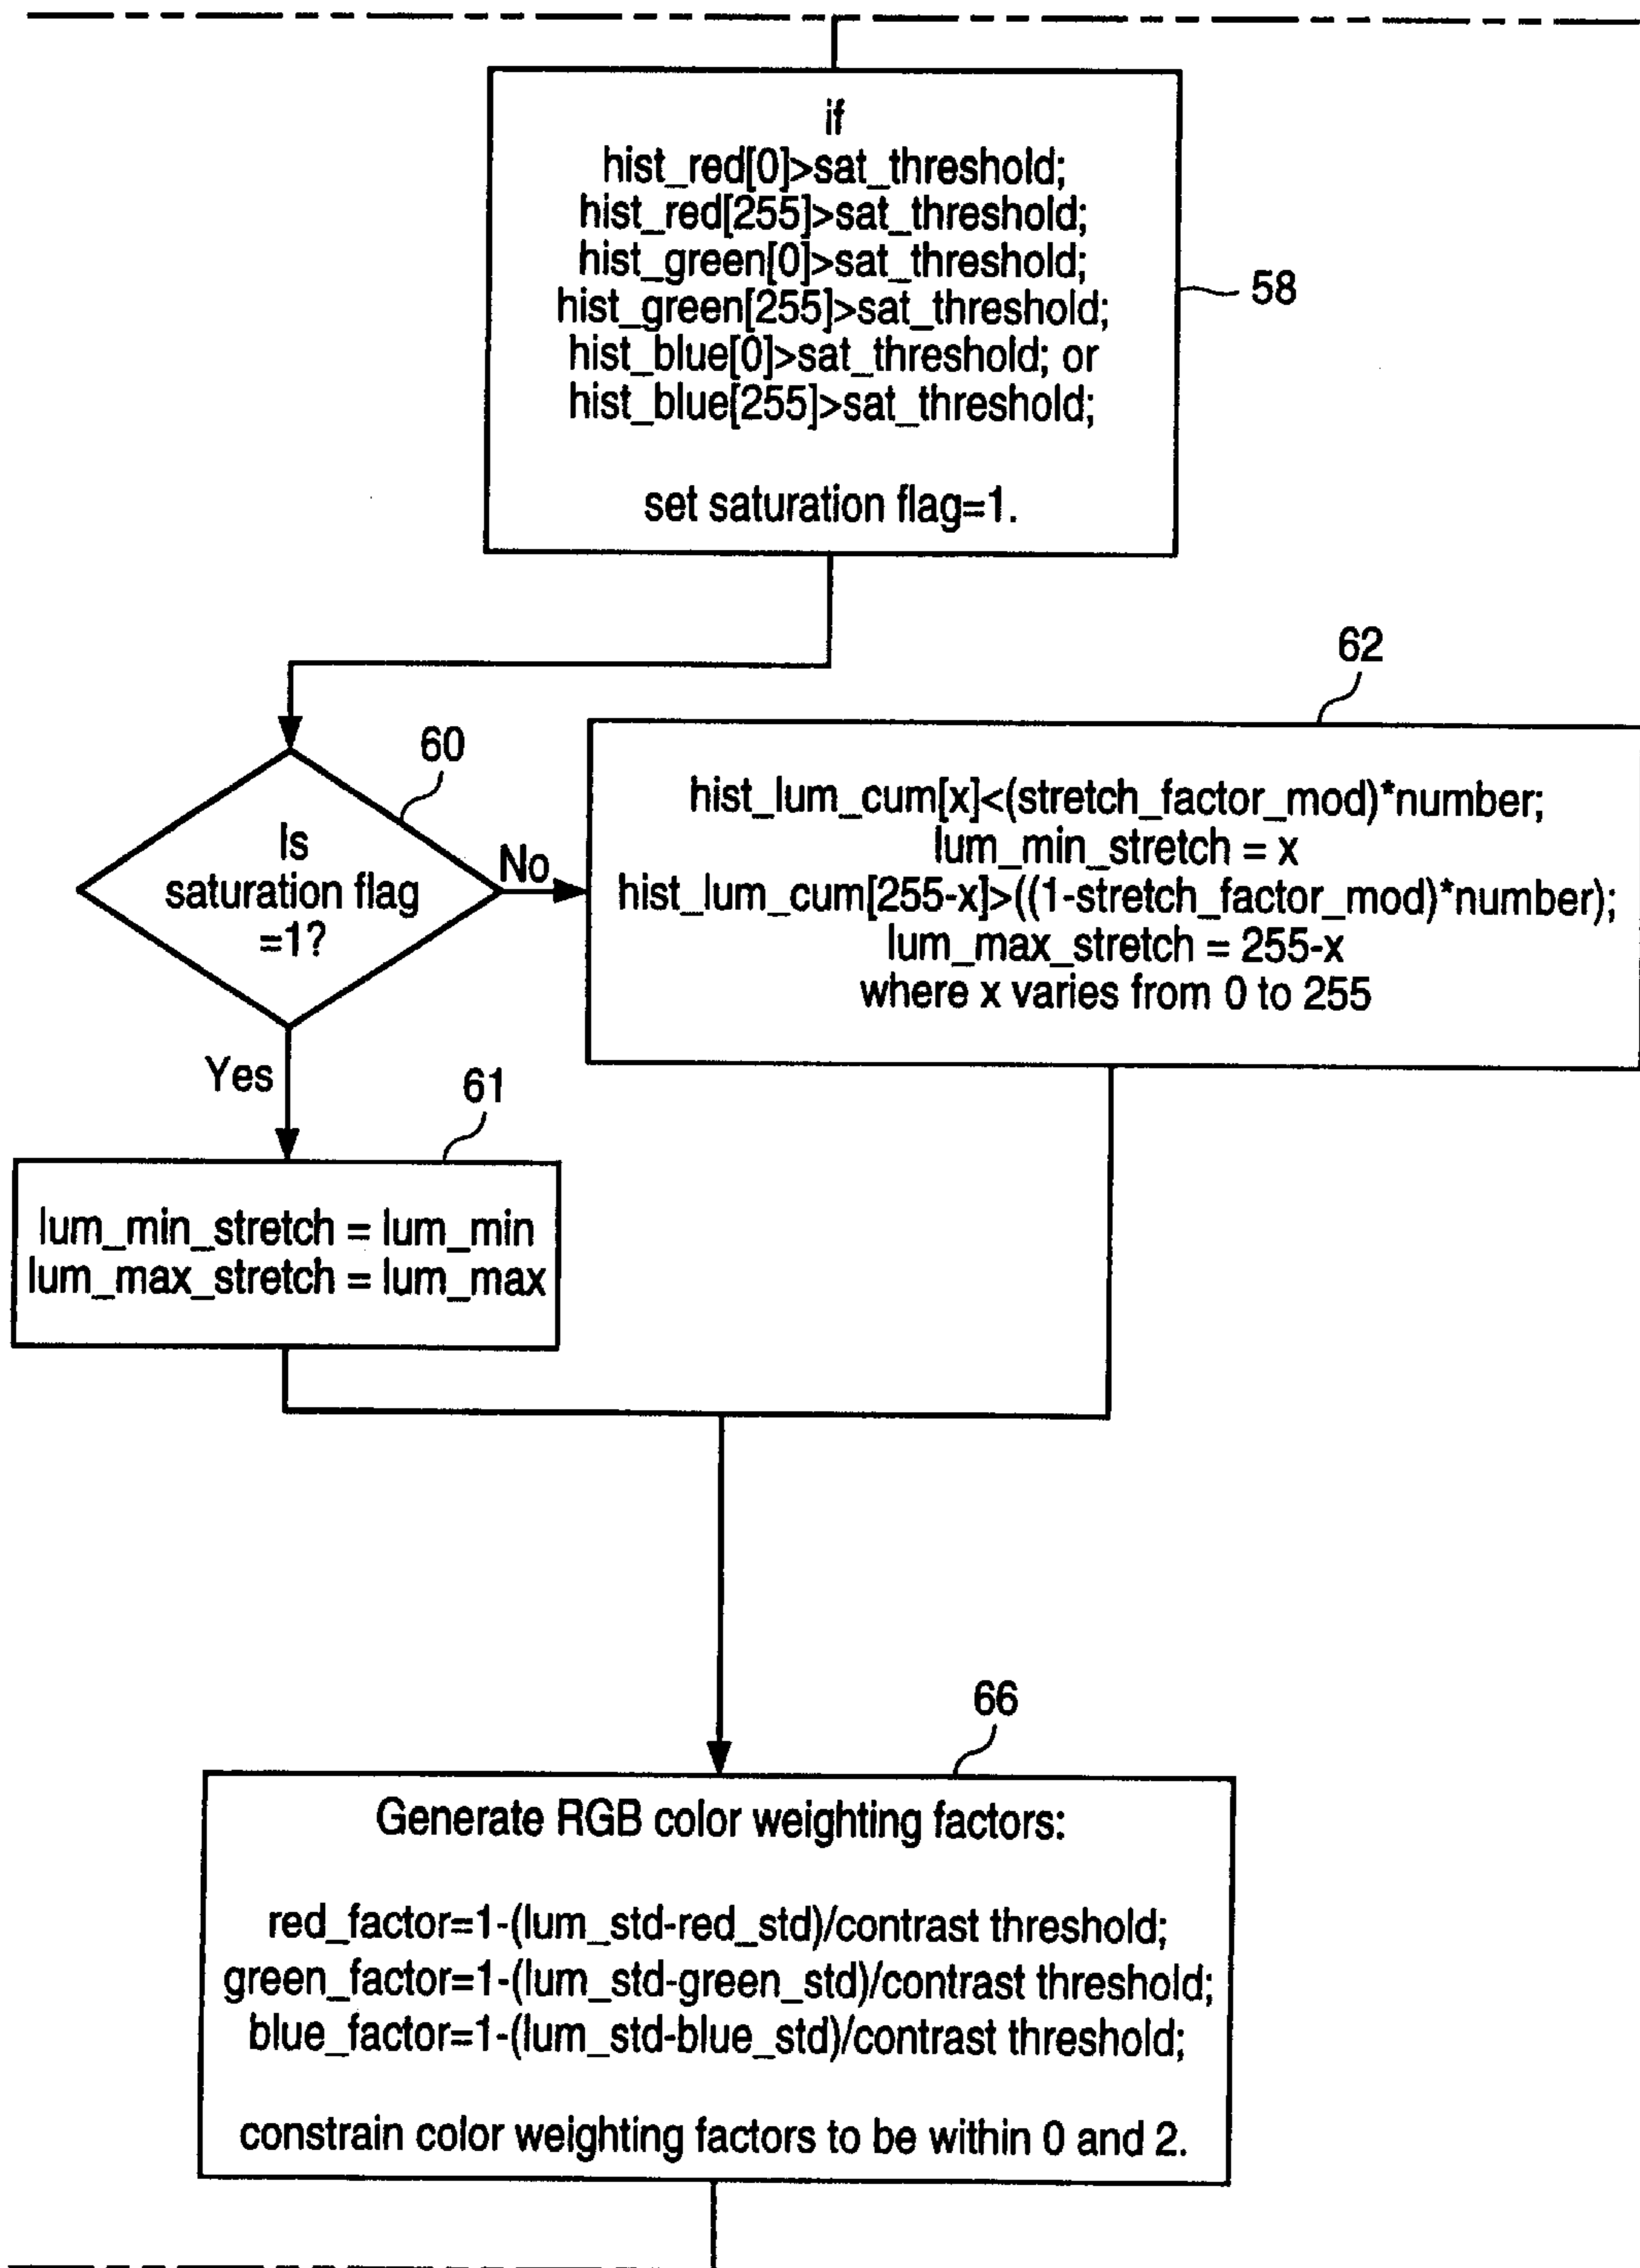 if
hist_red[0]>sat_threshold;
hist_red[255]>sat_threshold;
hist_green[0]>sat_threshold;
hist_green[255]>sat_threshold;
hist_blue[0]>sat_threshold; or
hist_blue[255]>sat_threshold;
set saturation flag=1.
58
60
Is
saturation flag
=1?
No
Yes
62
hist_lum_cum[x]<(stretch_factor_mod)*number;
lum_min_stretch = x
hist_lum_cum[255-x]>((1-stretch_factor_mod)*number);
lum_max_stretch = 255-x
where x varies from 0 to 255
61
lum_min_stretch = lum_min
lum_max_stretch = lum_max
66
Generate RGB color weighting factors:
red_factor=1-(lum_std-red_std)/contrast threshold;
green_factor=1-(lum_std-green_std)/contrast threshold;
blue_factor=1-(lum_std-blue_std)/contrast threshold;
constrain color weighting factors to be within 0 and 2.